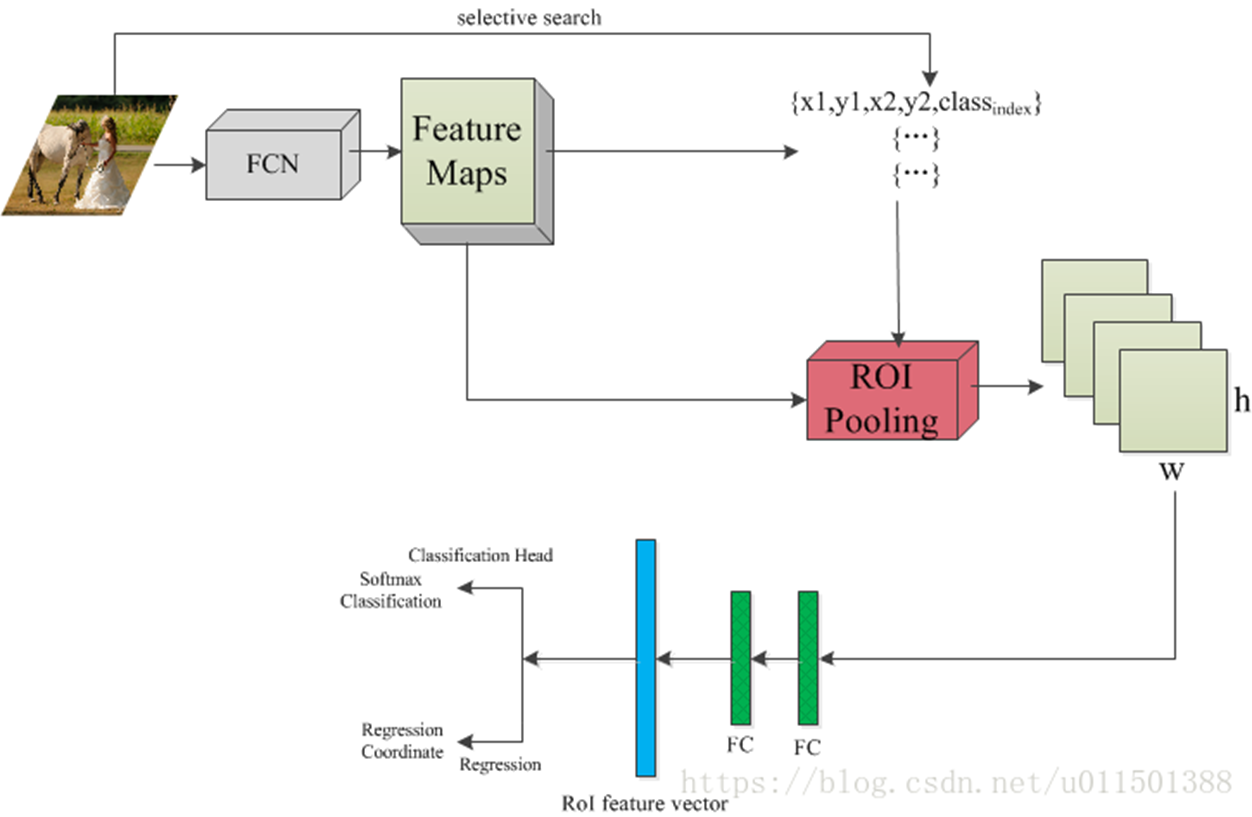 selective search
{x1,y1,x2,y2,classindex}
{···}
{···}
FCN
Feature
Maps
ROI
Pooling
h
w
Classification Head
Softmax
Classification
Regression
Coordinate
Regression
FC
FC
RoI feature vector
https://blog.csdn.net/u011501388